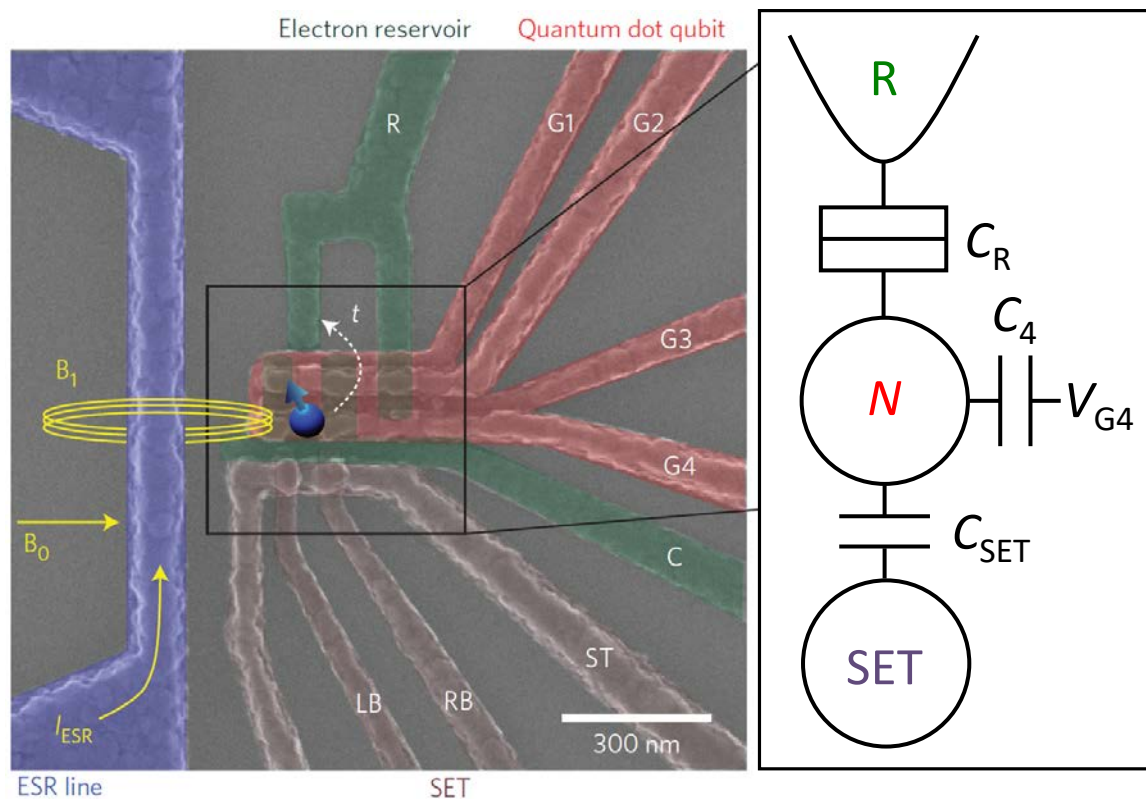 Electron reservoir
Quantum dot qubit
R
G1
G2
G3
G4
t
B1
B0
IESR
C
ST
RB
LB
300 nm
ESR line
SET
R
CR
C4
N
VG4
CSET
SET